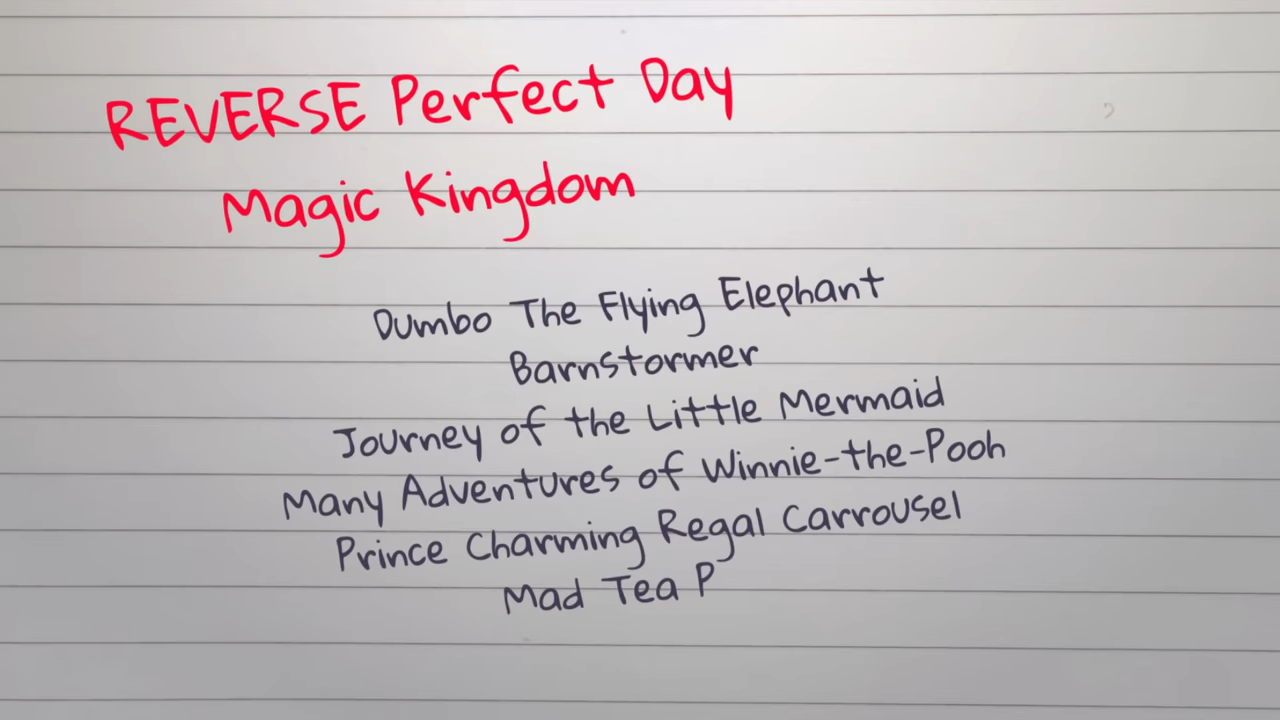 REVERSE Perfect Day
Magic Kingdom
Dumbo The Flying Elephant
Barnstormer
Journey of the Little Mermaid
Many Adventures of Winnie-the-Pooh
Prince Charming Regal Carrousel
Mad Tea P